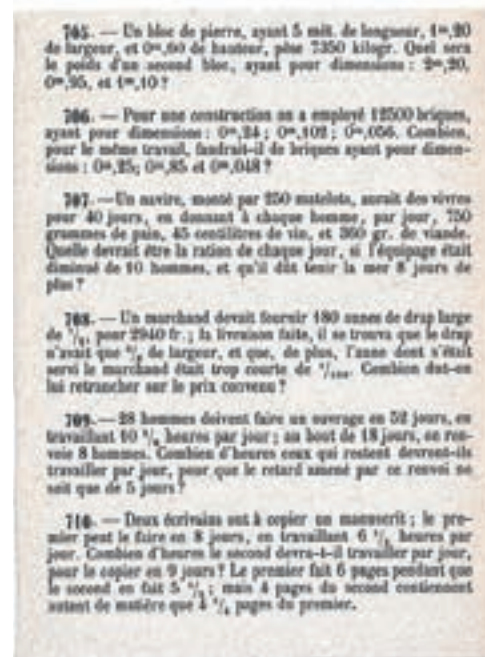 705. — Un bloc de pierre, ayant 5 mèt. de longueur, 1m,20
de largeur, et 0m,60 de hauteur, pèse 7350 kilogr. Quel sera
le poids d'un second bloc, ayant pour dimensions : 2m,20,
0m,95, et 1m,10 ?
706. — Pour une construction on a employé 12500 briques,
ayant pour dimensions : 0m,24 ; 0m,102 ; 0m,056. Combien,
pour le même travail, faudrait-il de briques ayant pour dimen-
sions : 0m,25; 0m,85 et 0m,048 ?
707. — Un navire, monté par 250 matelots, aurait des vivres
pour 40 jours, en donnant à chaque homme, par jour, 750
grammes de pain, 45 centilitres de vin, et 360 gr. de viande.
Quelle devrait être la ration de chaque jour, si l'équipage était
diminué de 10 hommes, et qu'il dût tenir la mer 8 jours de
plus ?
708. — Un marchand devait fournir 180 aunes de drap large
de pour 2940 fr. ; la livraison faite, il se trouva que le drap
n'avait que de largeur, et que, de plus, l'aune dont s'était
servi le marchand était trop courte de Combien dut-on
lui retrancher sur le prix convenu ?
709. — 28 hommes doivent faire un ouvrage en 52 jours, en
travaillant 10 heures par jour ; au bout de 18 jours, on ren-
voie 8 hommes. Combien d'heures ceux qui restent devront-ils
travailler par jour, pour que le retard amené par ce renvoi ne
soit que de 5 jours ?
710. — Deux écrivains ont à copier un manuscrit ; le pre-
mier peut le faire en 8 jours, en travaillant 6 heures par
jour. Combien d'heures le second devra-t-il travailler par jour,
pour le copier en 9 jours ? Le premier fait 6 pages pendant que
le second en fait 5 ; mais 4 pages du second contiennent
autant de matière que 4 pages du premier.